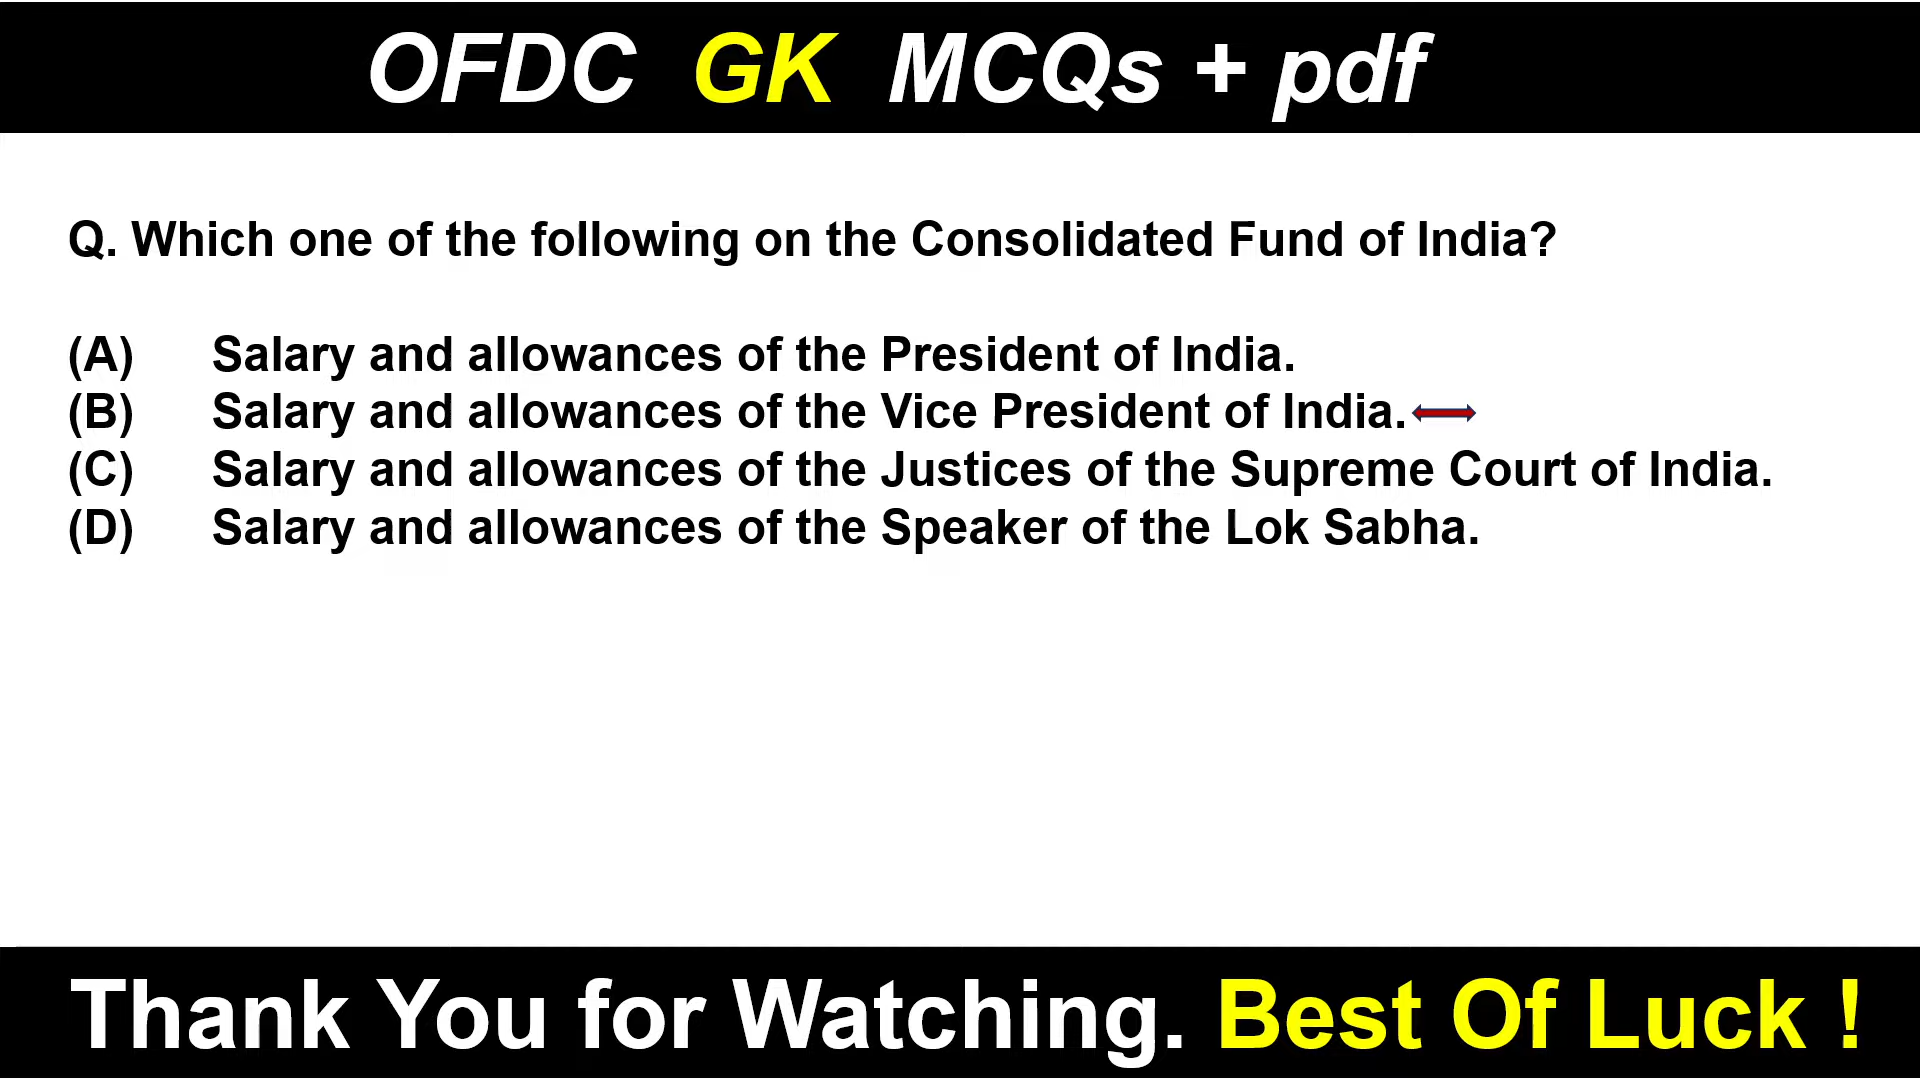 OFDC GK MCQs + pdf
Q. Which one of the following on the Consolidated Fund of India?
(A) Salary and allowances of the President of India.
(B) Salary and allowances of the Vice President of India.
(C) Salary and allowances of the Justices of the Supreme Court of India.
(D) Salary and allowances of the Speaker of the Lok Sabha.
Thank You for Watching. Best Of Luck !